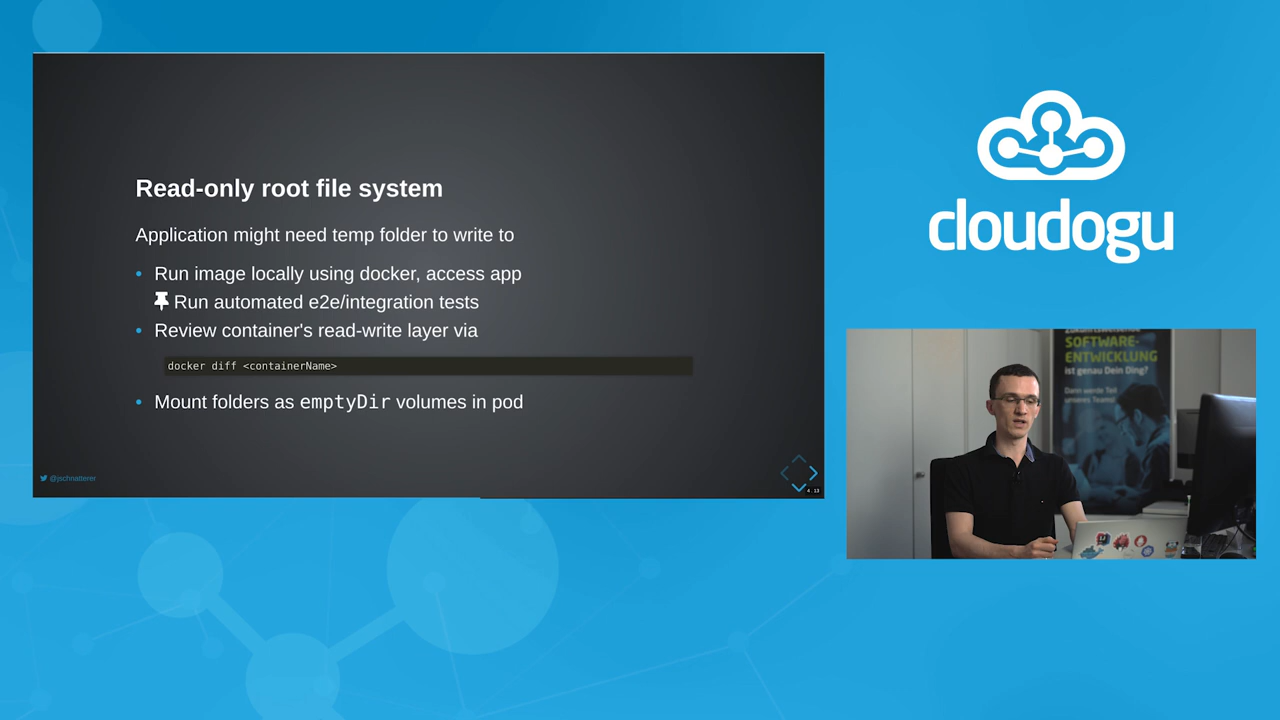 Read-only root file system
Application might need temp folder to write to
• Run image locally using docker, access app
Run automated e2e/integration tests
• Review container's read-write layer via
docker diff <containerName>
• Mount folders as emptyDir volumes in pod
@jschnatterer
4.13
cloudogu
SOFTWARE-
ENTWICKLUNG
ist genau Dein Ding?
Dann werde Teil
unseres Teams!